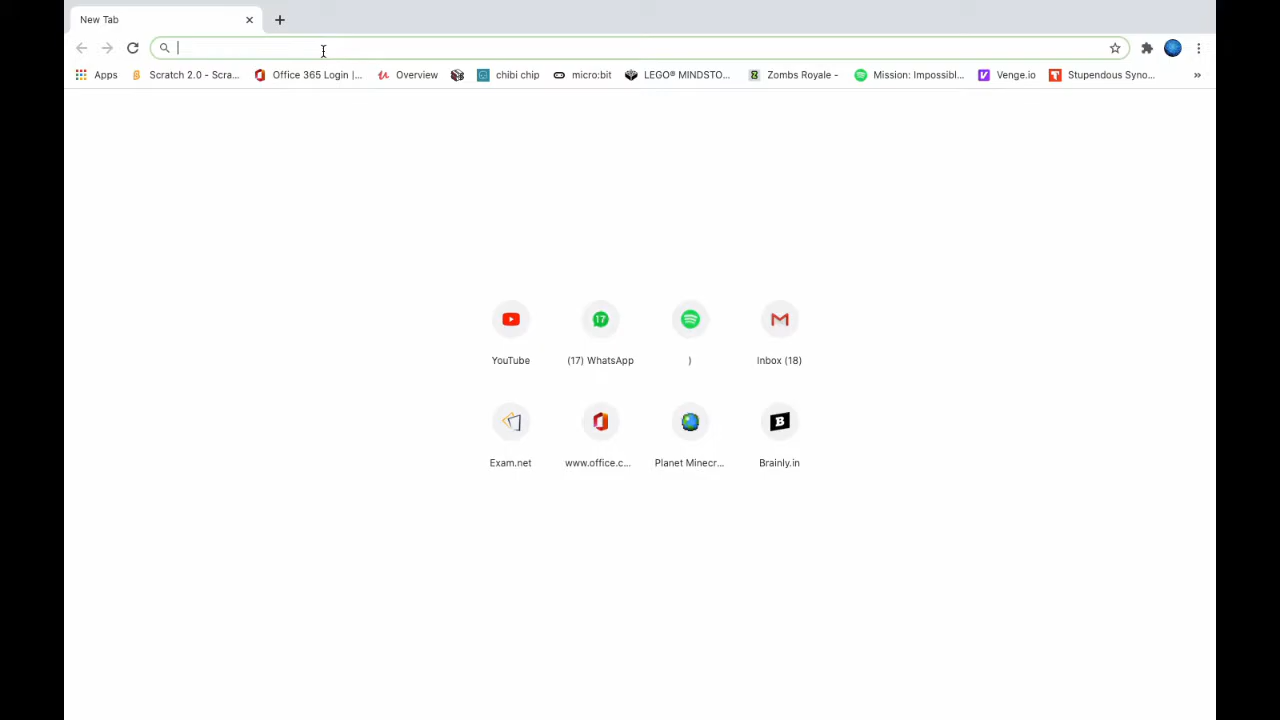 New Tab
Apps Scratch 2.0 - Scra... Office 365 Login |... Overview chibi chip micro:bit LEGO® MINDSTO... Zombs Royale - Mission: Impossibl... Venge.io Stupendous Syno... »
17
YouTube (17) WhatsApp ) Inbox (18)
B
Exam.net www.office.c... Planet Minecr... Brainly.in